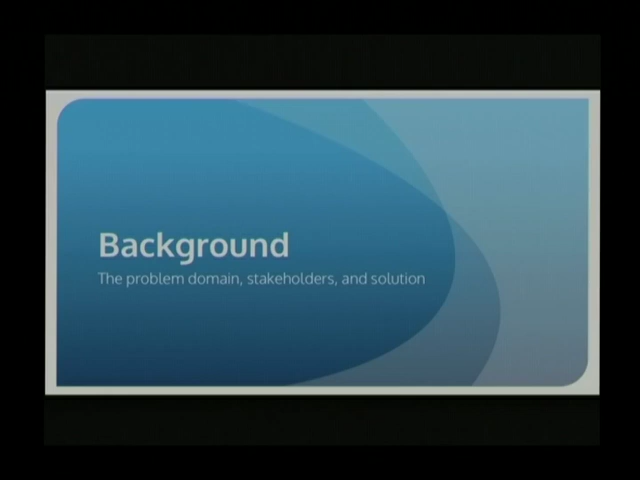 Background
The problem domain, stakeholders, and solution